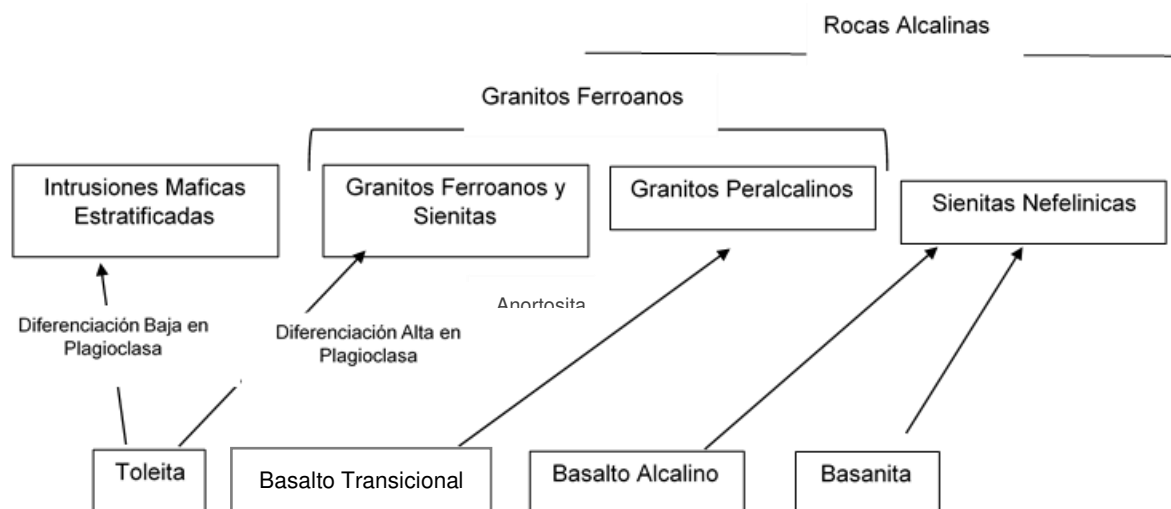 Rocas Alcalinas
Granitos Ferroanos
Intrusiones Maficas
Estratificadas
Granitos Ferroanos y
Sienitas
Granitos Peralcalinos
Sienitas Nefelinicas
Anortosita
Diferenciación Baja en
Plagioclasa
Diferenciación Alta en
Plagioclasa
Toleita
Basalto Transicional
Basalto Alcalino
Basanita